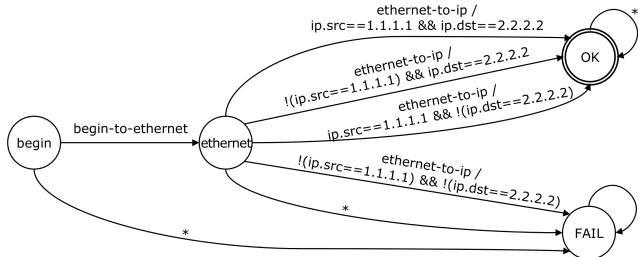 ethernet-to-ip /
ip.src==1.1.1.1 && ip.dst==2.2.2.2
*
OK
ethernet-to-ip /
!(ip.src==1.1.1.1) && ip.dst==2.2.2.2
ethernet-to-ip /
ip.src==1.1.1.1 && !(ip.dst==2.2.2.2)
begin-to-ethernet
begin
ethernet
ethernet-to-ip /
!(ip.src==1.1.1.1) && !(ip.dst==2.2.2.2)
*
*
FAIL